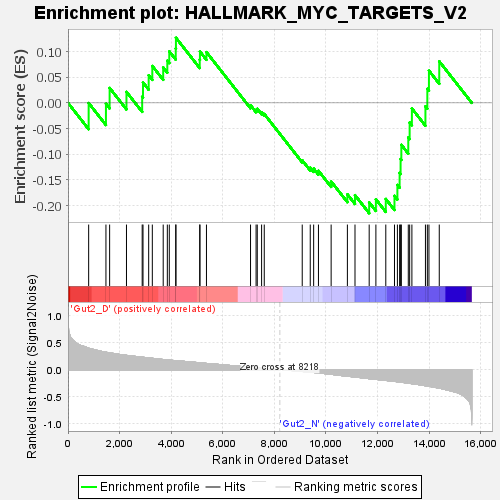 Enrichment plot: HALLMARK_MYC_TARGETS_V2
Enrichment score (ES)
0.10
0.05
0.00
-0.05
-0.10
-0.15
-0.20
Ranked list metric (Signal2Noise)
1.0
0.5
0.0
-0.5
-1.0
'Gut2_D' (positively correlated)
Zero cross at 8218
'Gut2_N' (negatively correlated)
0
2,000
4,000
6,000
8,000
10,000
12,000
14,000
16,000
Rank in Ordered Dataset
Enrichment profile
Hits
Ranking metric scores